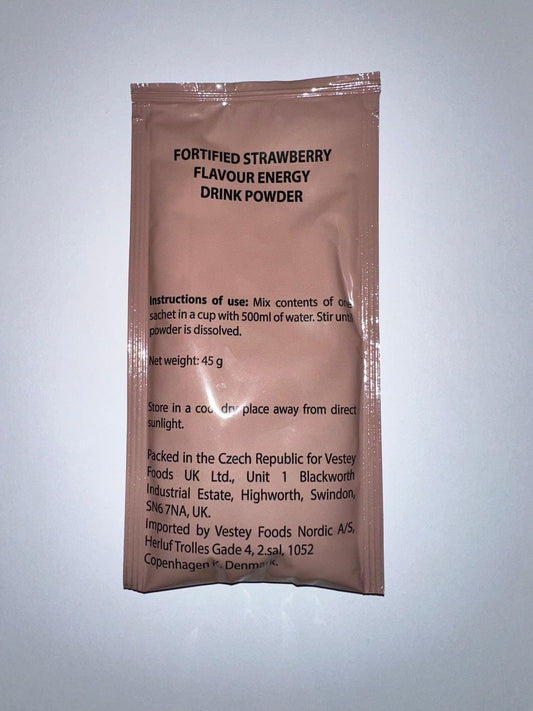 FORTIFIED STRAWBERRY
FLAVOUR ENERGY
DRINK POWDER
Instructions of use: Mix contents of one
sachet in a cup with 500ml of water. Stir until
powder is dissolved.
Net weight: 45 g
Store in a cool dry place away from direct
sunlight.
Packed in the Czech Republic for Vestey
Foods UK Ltd., Unit 1 Blackworth
Industrial Estate, Highworth, Swindon,
SN6 7NA, UK.
Imported by Vestey Foods Nordic A/S,
Herluf Trolles Gade 4, 2.sal, 1052
Copenhagen K, Denmark.